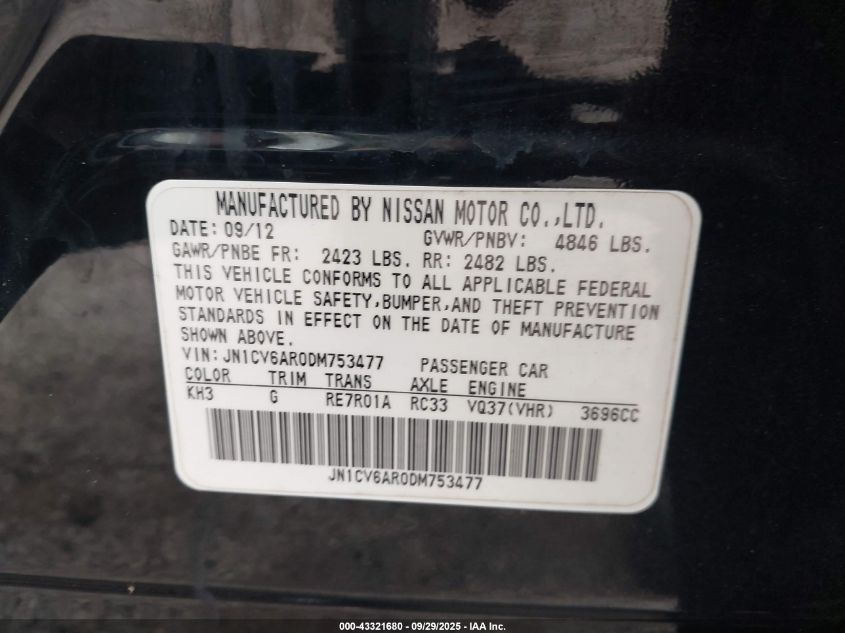 MANUFACTURED BY NISSAN MOTOR CO.,LTD.
DATE: 09/12 GVWR/PNBV: 4846 LBS.
GAWR/PNBE FR: 2423 LBS. RR: 2482 LBS.
THIS VEHICLE CONFORMS TO ALL APPLICABLE FEDERAL
MOTOR VEHICLE SAFETY,BUMPER,AND THEFT PREVENTION
STANDARDS IN EFFECT ON THE DATE OF MANUFACTURE
SHOWN ABOVE.
VIN:JN1CV6AR0DM753477 PASSENGER CAR
COLOR TRIM TRANS AXLE ENGINE
KH3 G RE7R01A RC33 VQ37(VHR) 3696CC
JN1CV6AR0DM753477
000-43321680 - 09/29/2025 - IAA Inc.